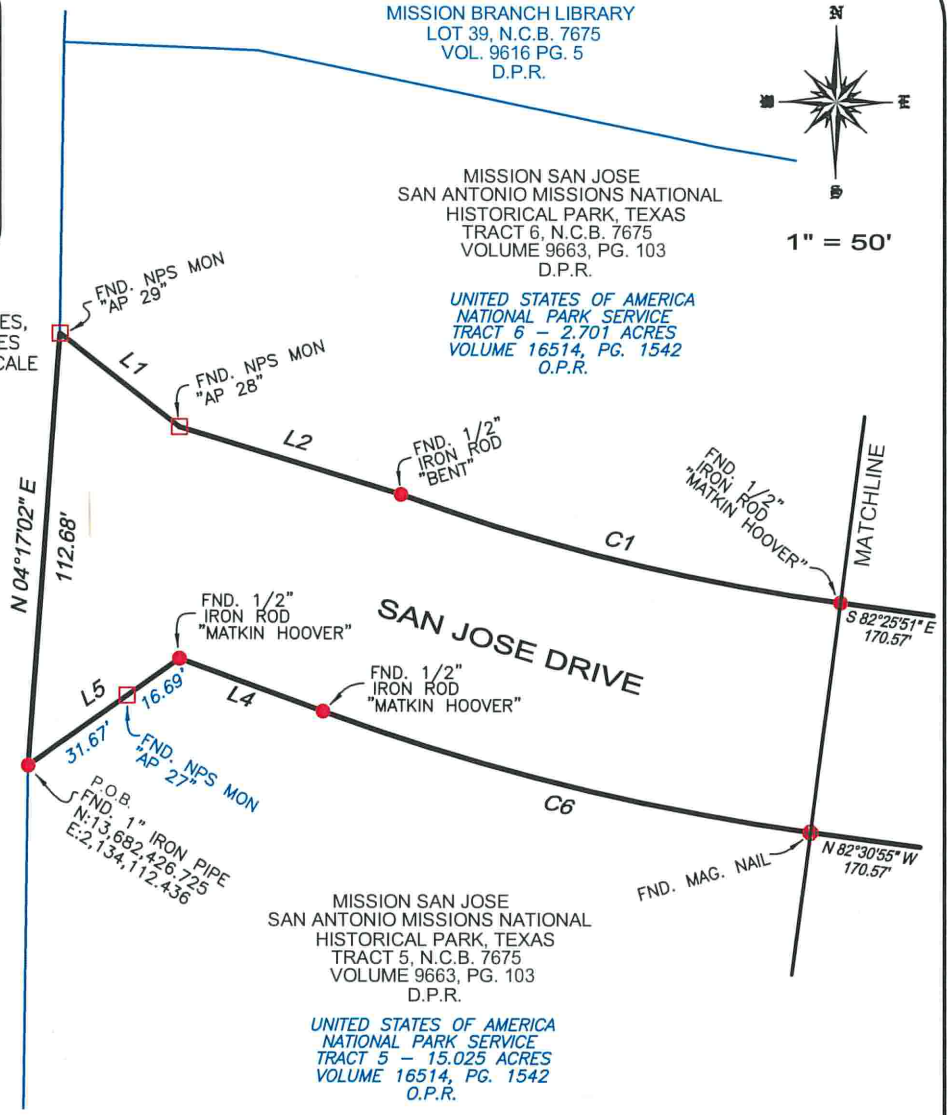 MISSION BRANCH LIBRARY
LOT 39, N.C.B. 7675
VOL. 9616 PG. 5
D.P.R.
N
E
S
MISSION SAN JOSE
SAN ANTONIO MISSIONS NATIONAL
HISTORICAL PARK, TEXAS
TRACT 6, N.C.B. 7675
VOLUME 9663, PG. 103
D.P.R.
1" = 50'
UNITED STATES OF AMERICA
NATIONAL PARK SERVICE
TRACT 6 – 2.701 ACRES
VOLUME 16514, PG. 1542
O.P.R.
FND. NPS MON
"AP 29"
L1
FND. NPS MON
"AP 28"
L2
FND. 1/2"
IRON ROD
"BENT"
C1
FND. 1/2"
IRON ROD
"MATKIN HOOVER"
MATCHLINE
S 82°25'51" E
170.57'
N 04°17'02" E
112.68'
SAN JOSE DRIVE
FND. 1/2"
IRON ROD
"MATKIN HOOVER"
L5
16.69'
31.67'
FND. NPS MON
"AP 27"
L4
FND. 1/2"
IRON ROD
"MATKIN HOOVER"
C6
N 82°30'55" W
170.57'
FND. MAG. NAIL
P.O.B.
FND. 1" IRON PIPE
N:13,682,426.725
E:2,134,112.436
MISSION SAN JOSE
SAN ANTONIO MISSIONS NATIONAL
HISTORICAL PARK, TEXAS
TRACT 5, N.C.B. 7675
VOLUME 9663, PG. 103
D.P.R.
UNITED STATES OF AMERICA
NATIONAL PARK SERVICE
TRACT 5 – 15.025 ACRES
VOLUME 16514, PG. 1542
O.P.R.